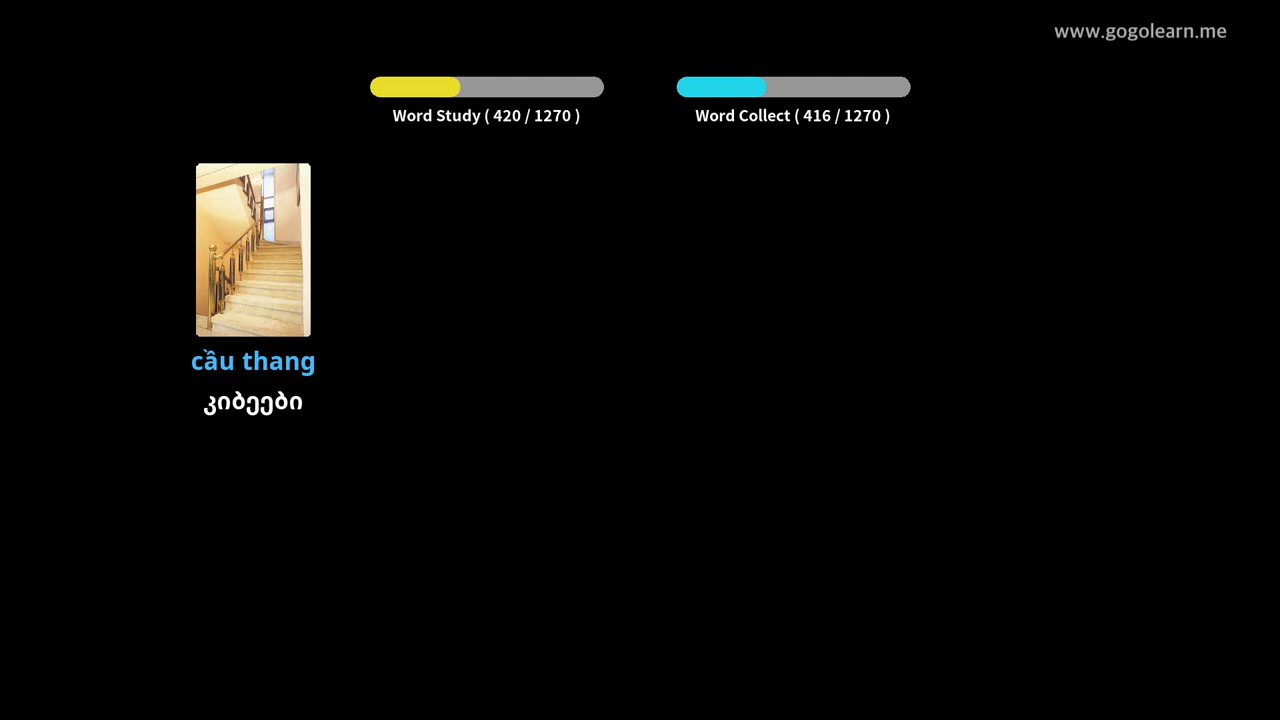 www.gogolearn.me
Word Study ( 420 / 1270 )
Word Collect ( 416 / 1270 )
cầu thang
კიბეები